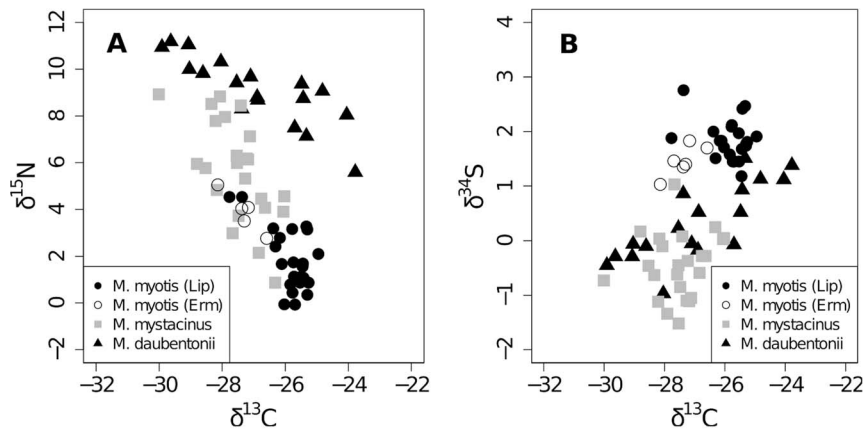 A
12
10
8
6
4
2
0
−2
δ¹⁵N
−32 −30 −28 −26 −24 −22
δ¹³C
M. myotis (Lip)
M. myotis (Erm)
M. mystacinus
M. daubentonii
B
4
3
2
1
0
−1
−2
δ³⁴S
−32 −30 −28 −26 −24 −22
δ¹³C
M. myotis (Lip)
M. myotis (Erm)
M. mystacinus
M. daubentonii